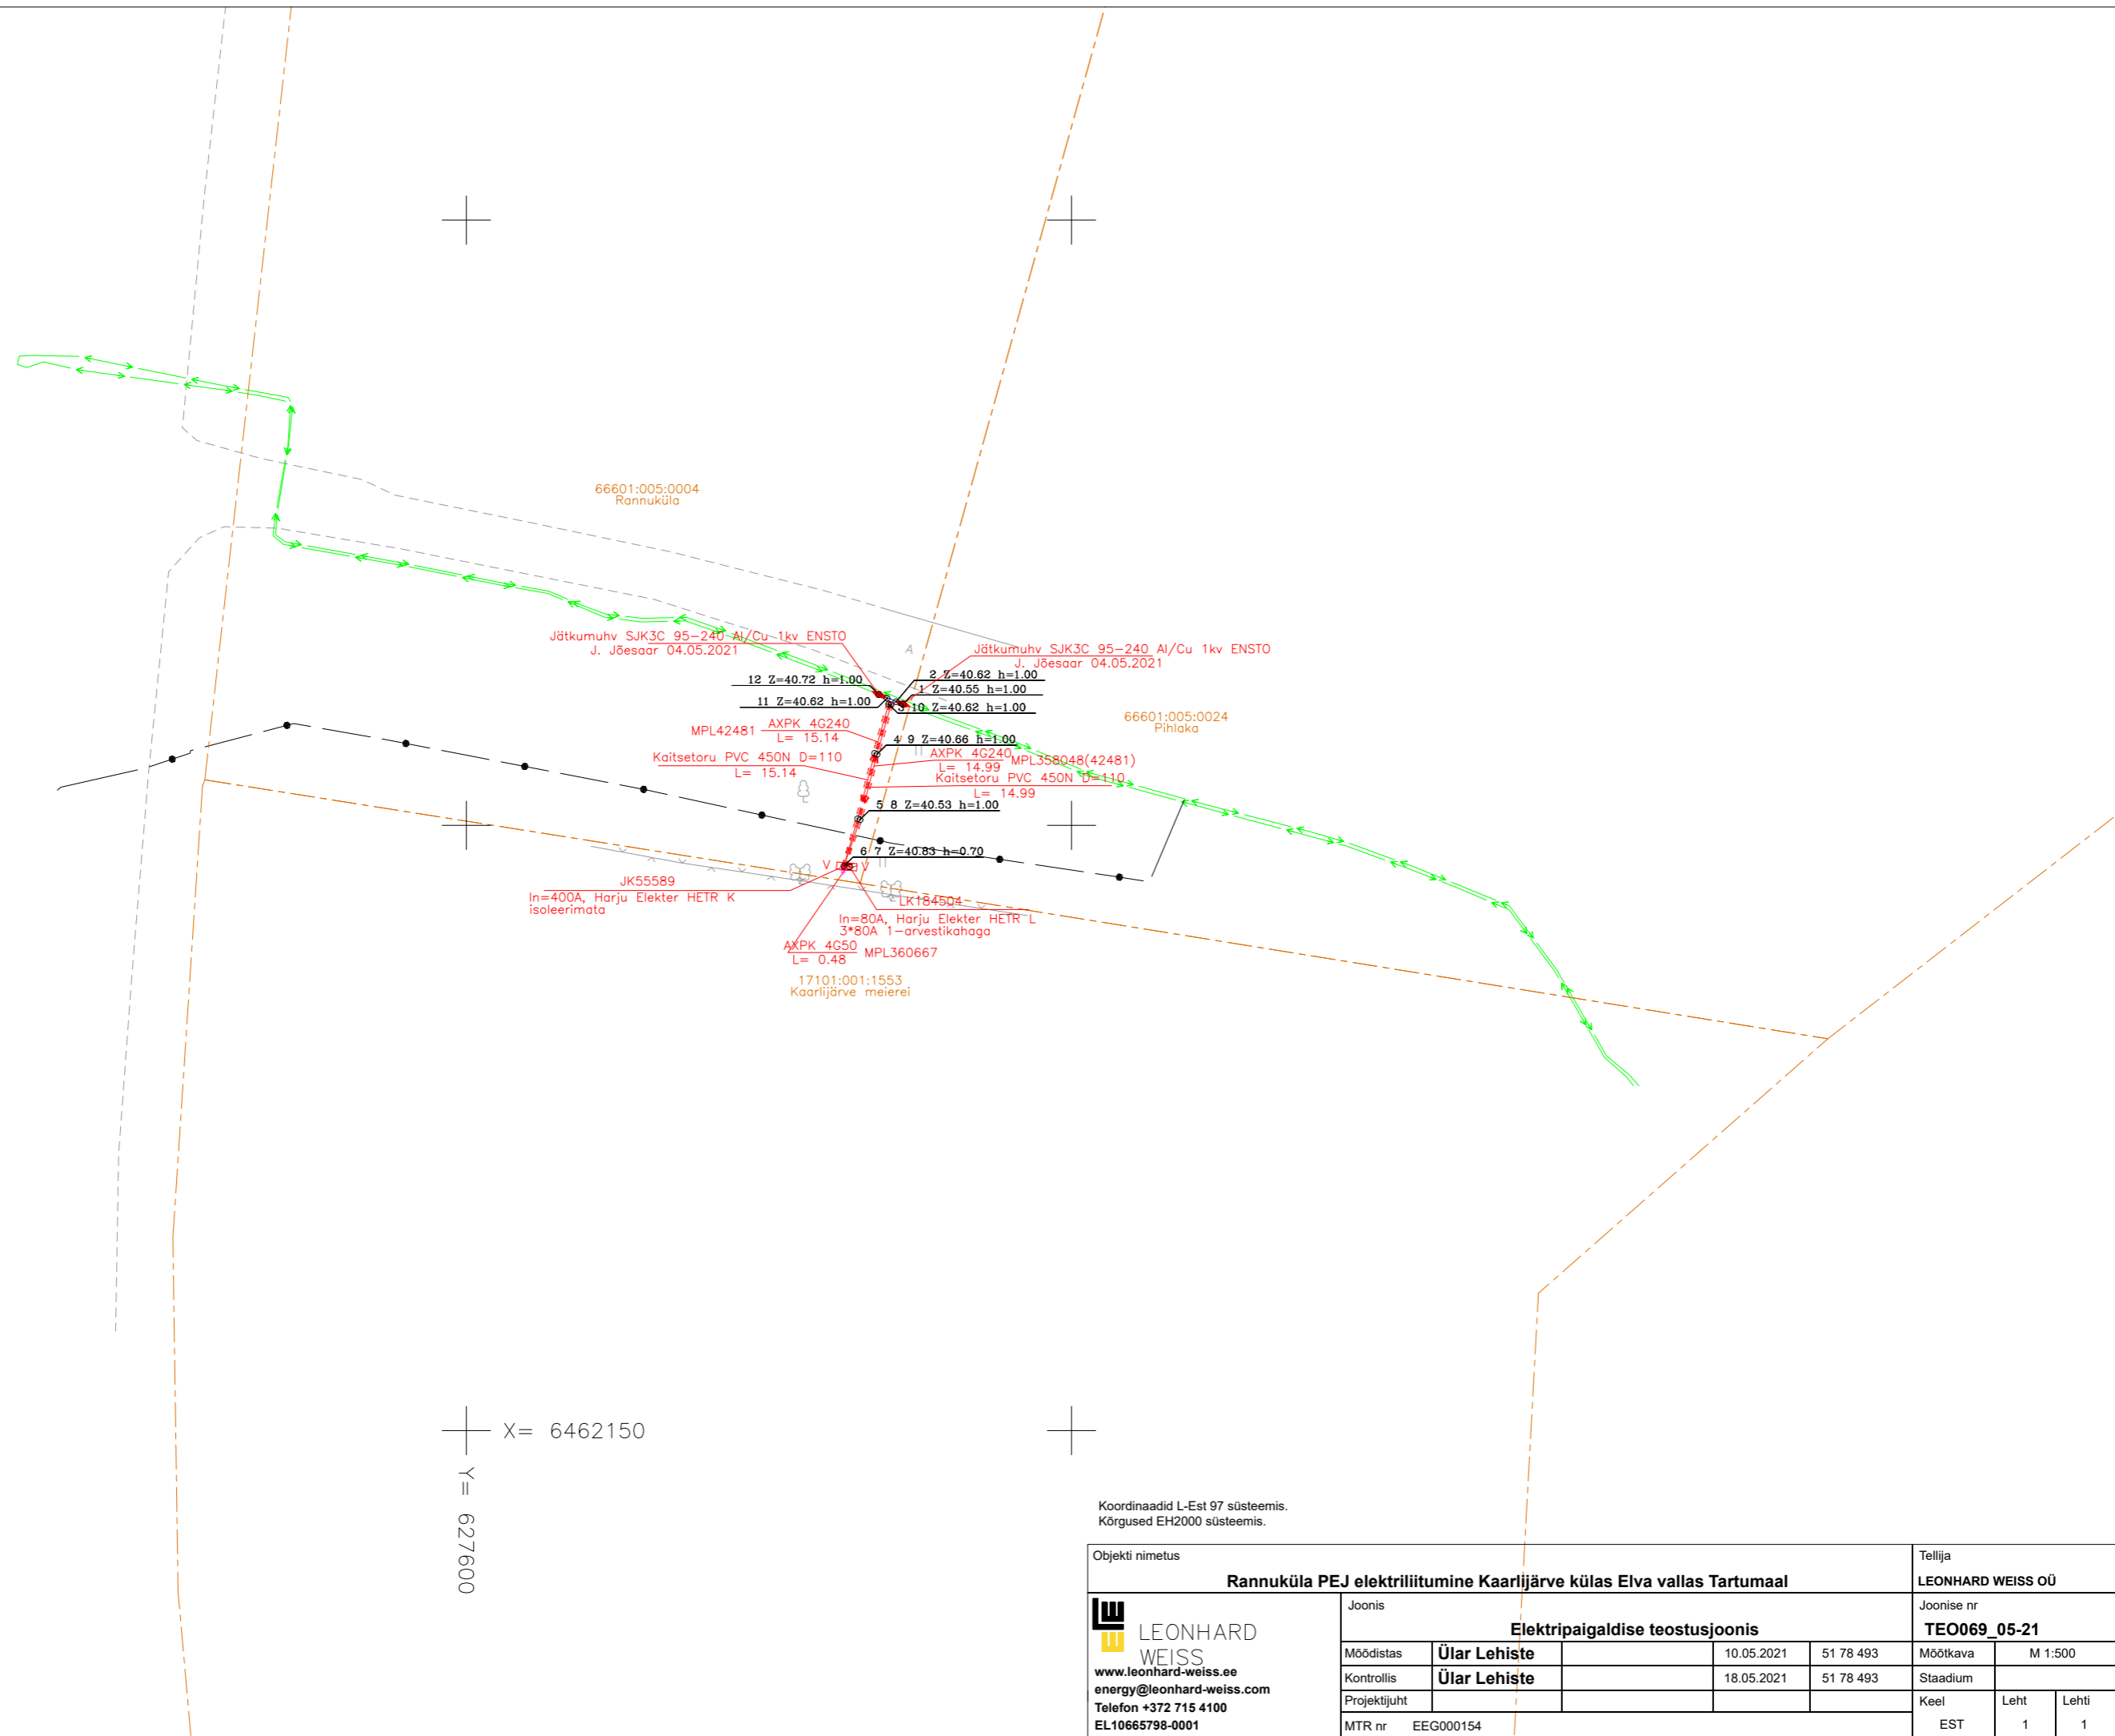 66601:005:0004
Rannuküla
Jätkumuhv SJK3C 95-240 Al/Cu 1kv ENSTO
J. Jõesaar 04.05.2021
A
Jätkumuhv SJK3C 95-240 Al/Cu 1kv ENSTO
J. Jõesaar 04.05.2021
12 Z=40.72 h=1.00
2 Z=40.62 h=1.00
1 Z=40.55 h=1.00
11 Z=40.62 h=1.00
3 10 Z=40.62 h=1.00
66601:005:0024
Pihlaka
MPL42481
AXPK 4G240
L= 15.14
4 9 Z=40.66 h=1.00
Kaitsetoru PVC 450N D=110
L= 15.14
AXPK 4G240
L= 14.99
MPL358048(42481)
Kaitsetoru PVC 450N D=110
L= 14.99
5 8 Z=40.53 h=1.00
6 7 Z=40.83 h=0.70
V
V
JK55589
In=400A, Harju Elekter HETR K
isoleerimata
LK184504
In=80A, Harju Elekter HETR L
3*80A 1-arvestikahaga
AXPK 4G50
L= 0.48
MPL360667
17101:001:1553
Kaarlijärve meierei
X= 6462150
Y= 627600
Koordinaadid L-Est 97 süsteemis.
Kõrgused EH2000 süsteemis.
Objekti nimetus
Rannuküla PEJ elektriliitumine Kaarlijärve külas Elva vallas Tartumaal
Tellija
LEONHARD WEISS OÜ
LEONHARD
WEISS
www.leonhard-weiss.ee
energy@leonhard-weiss.com
Telefon +372 715 4100
EL10665798-0001
Joonis
Elektripaigaldise teostusjoonis
Joonise nr
TEO069_05-21
Mõõdistas Ülar Lehiste 10.05.2021 51 78 493
Mõõtkava M 1:500
Kontrollis Ülar Lehiste 18.05.2021 51 78 493
Staadium
Projektijuht
Keel Leht Lehti
MTR nr EEG000154
EST 1 1